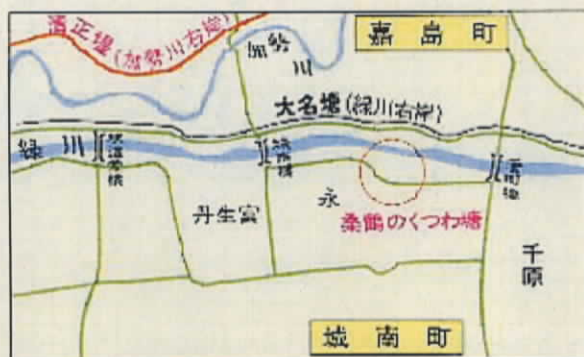 清正堤(加勢川右岸)
加勢川
嘉島町
大名塘(緑川右岸)
緑川
丹生宮
永
桑鶴のくつわ塘
千原
城南町